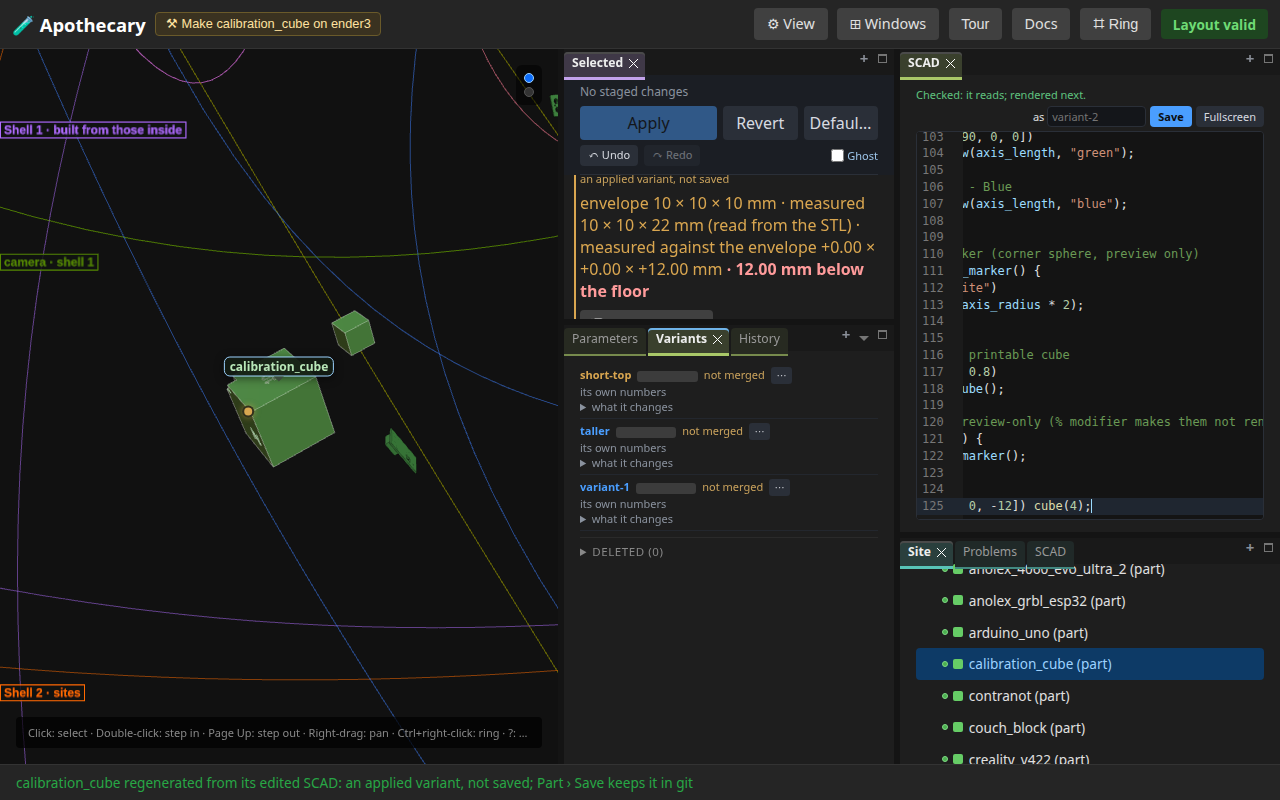 🧪 Apothecary
⚒ Make calibration_cube on ender3
⚙ View
⊞ Windows
Tour
Docs
⌗ Ring
Layout valid
Shell 1 · built from those inside
camera · shell 1
calibration_cube
Shell 2 · sites
Click: select · Double-click: step in · Page Up: step out · Right-drag: pan · Ctrl+right-click: ring · ?: ...
Selected
No staged changes
Apply
Revert
Defaul...
↶ Undo
↷ Redo
Ghost
an applied variant, not saved
envelope 10 × 10 × 10 mm · measured
10 × 10 × 22 mm (read from the STL) ·
measured against the envelope +0.00 ×
+0.00 × +12.00 mm · 12.00 mm below
the floor
Parameters
Variants
History
short-top not merged ...
its own numbers
▶ what it changes
taller not merged ...
its own numbers
▶ what it changes
variant-1 not merged ...
its own numbers
▶ what it changes
▶ DELETED (0)
SCAD
Checked: it reads; rendered next.
as variant-2 Save Fullscreen
103 90, 0, 0])
104 w(axis_length, "green");
105
106 - Blue
107 w(axis_length, "blue");
108
109
110 ker (corner sphere, preview only)
111 _marker() {
112 ite")
113 axis_radius * 2);
114
115
116 printable cube
117 0.8)
118 ube();
119
120 review-only (% modifier makes them not ren
121 ) {
122 marker();
123
124
125 0, -12]) cube(4);
Site
Problems
SCAD
anolex_4000_evo_ultra_2 (part)
anolex_grbl_esp32 (part)
arduino_uno (part)
calibration_cube (part)
contranot (part)
couch_block (part)
creality_v422 (part)
calibration_cube regenerated from its edited SCAD: an applied variant, not saved; Part › Save keeps it in git